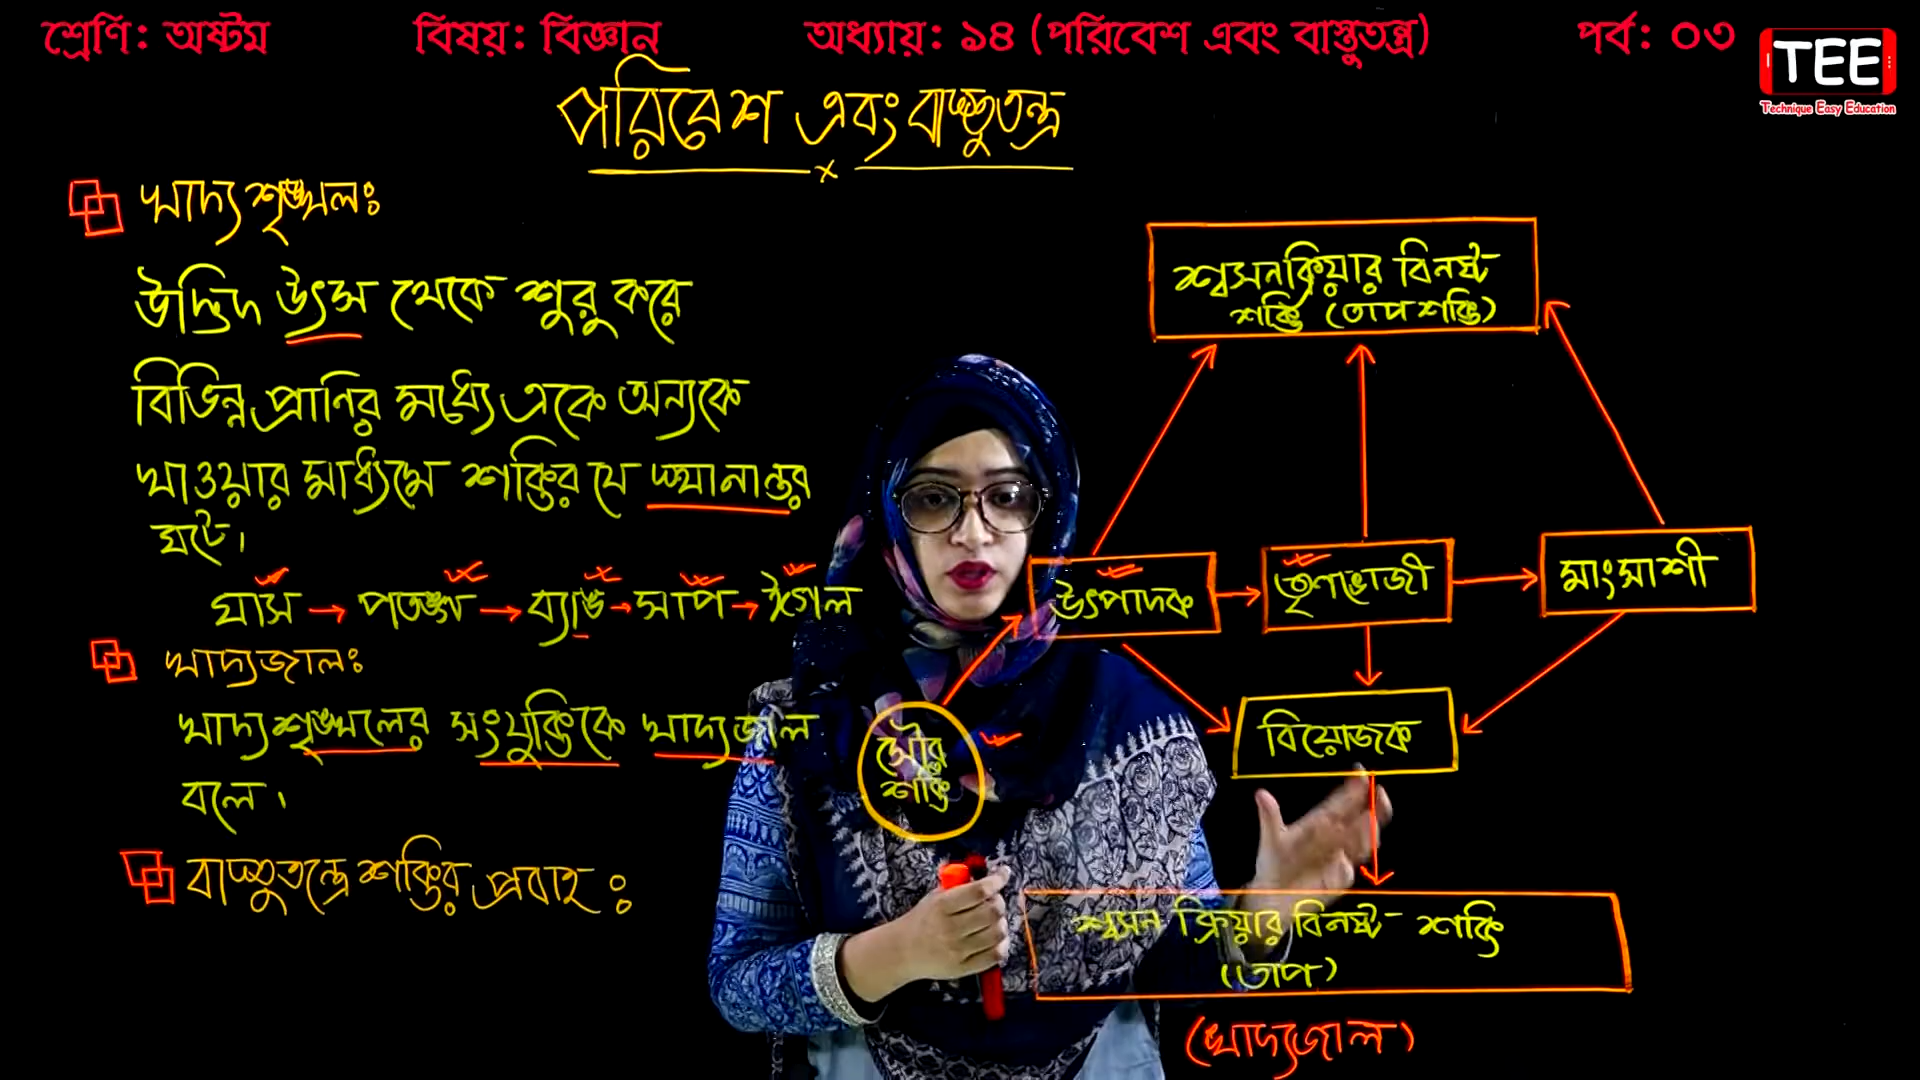 শ্রেণি: অষ্টম বিষয়: বিজ্ঞান অধ্যায়: ১৪ (পরিবেশ এবং বাস্তুতন্ত্র) পর্ব: ০৩
TEE
Technique Easy Education
পরিবেশ এবং বাস্তুতন্ত্র
খাদ্য শৃঙ্খলঃ
উদ্ভিদ উৎস থেকে শুরু করে
বিভিন্ন প্রানির মধ্যে একে অন্যকে
খাওয়ার মাধ্যমে শক্তির যে স্থানান্তর
ঘটে।
ঘাস → পতঙ্গ → ব্যাঙ → সাপ → ঈগল
খাদ্যজালঃ
খাদ্য শৃঙ্খলের সংযুক্তিকে খাদ্যজাল
বলে।
বাস্তুতন্ত্রে শক্তির প্রবাহ ঃ
শ্বসনক্রিয়ার বিনষ্ট
শক্তি (তাপ শক্তি)
উৎপাদক
তৃণভোজী
মাংসাশী
সৌর
শক্তি
বিয়োজক
শ্বসন ক্রিয়ার বিনষ্ট শক্তি
(তাপ)
(খাদ্যজাল)